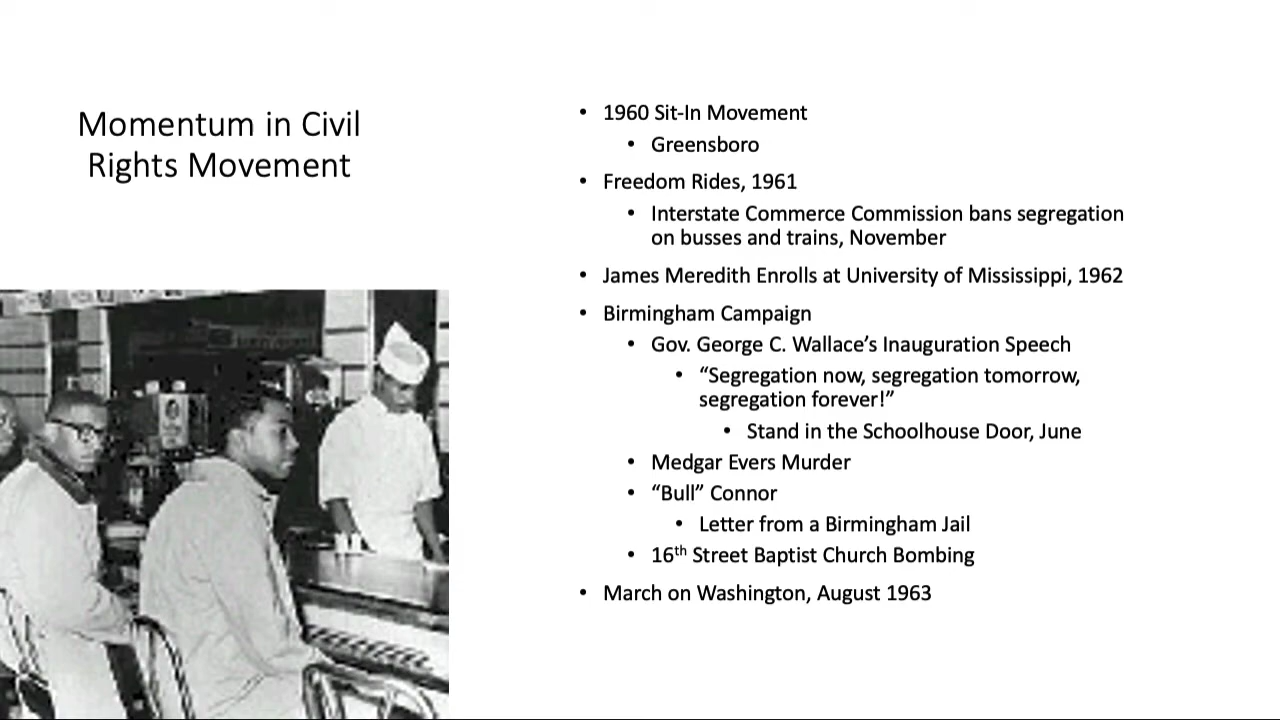 Momentum in Civil
Rights Movement
• 1960 Sit-In Movement
• Greensboro
• Freedom Rides, 1961
• Interstate Commerce Commission bans segregation
on busses and trains, November
• James Meredith Enrolls at University of Mississippi, 1962
• Birmingham Campaign
• Gov. George C. Wallace’s Inauguration Speech
• “Segregation now, segregation tomorrow,
segregation forever!”
• Stand in the Schoolhouse Door, June
• Medgar Evers Murder
• “Bull” Connor
• Letter from a Birmingham Jail
• 16th Street Baptist Church Bombing
• March on Washington, August 1963